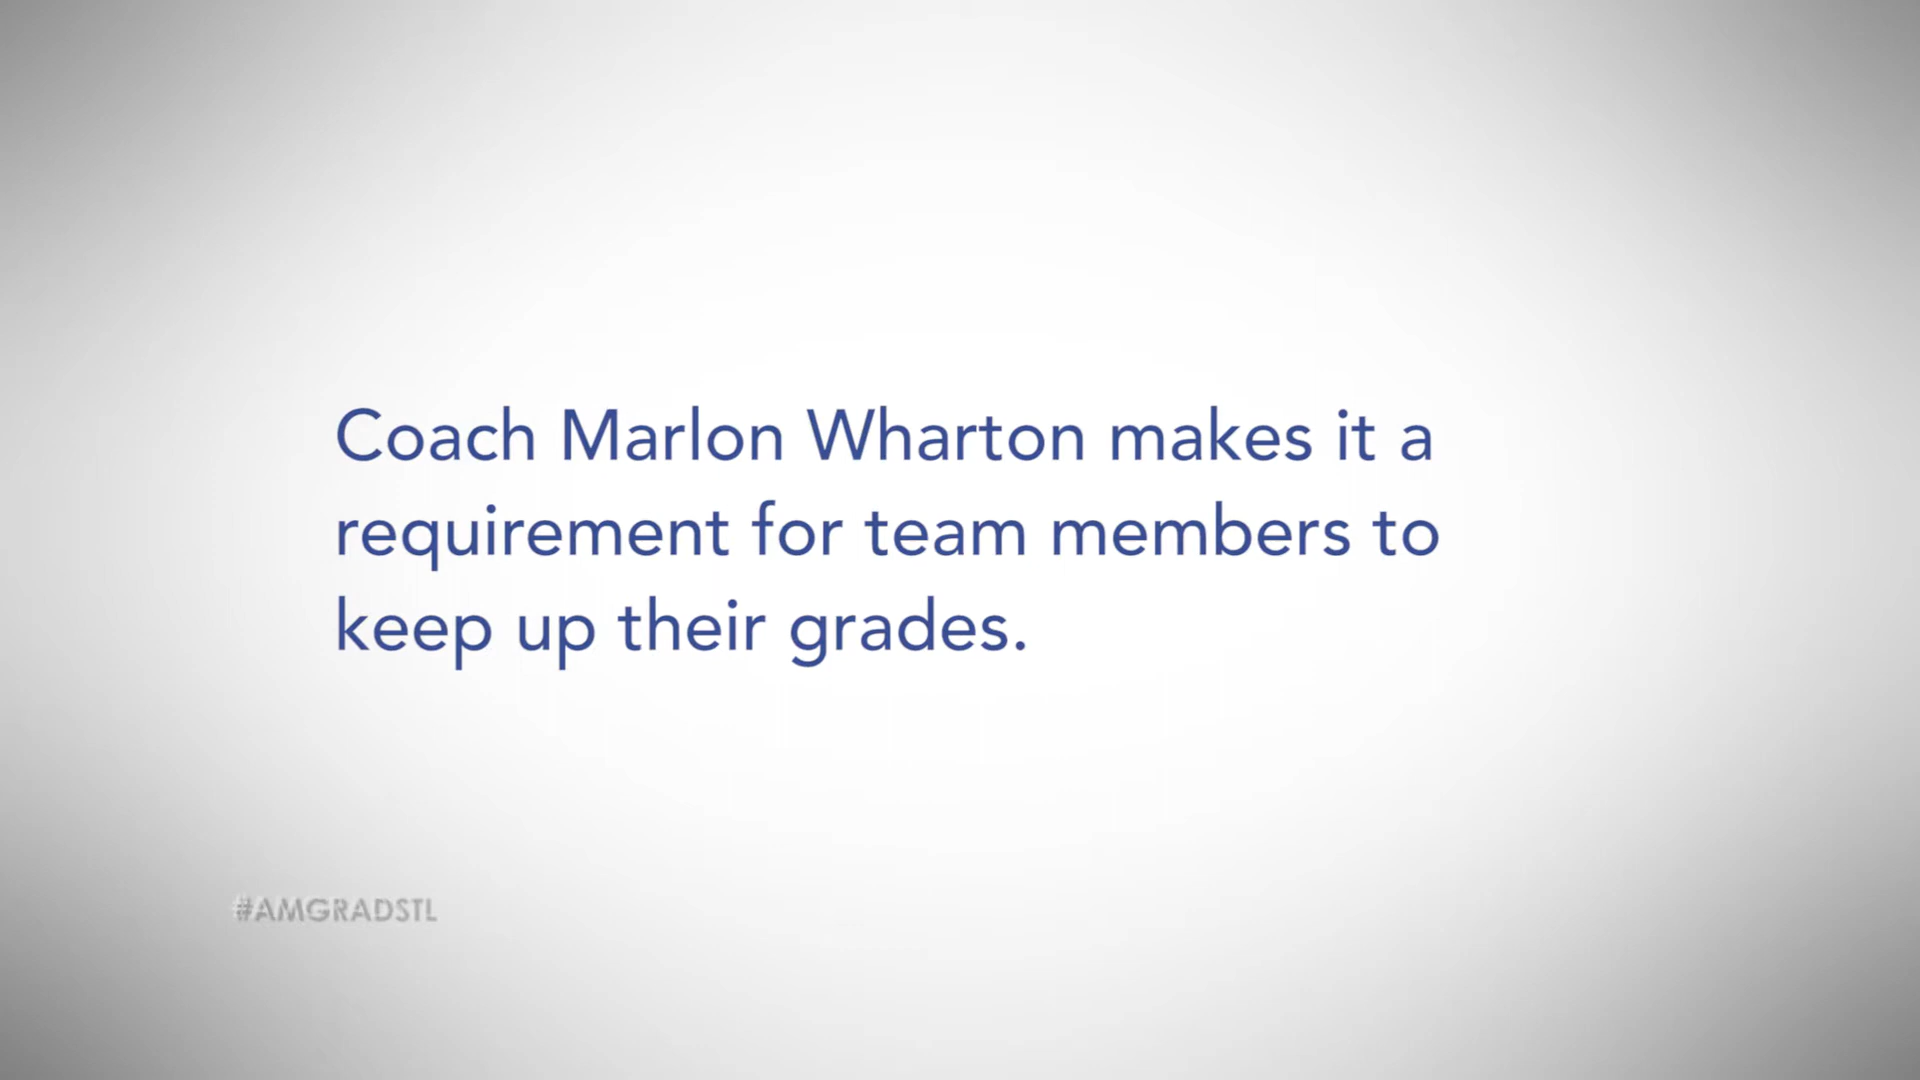 Coach Marlon Wharton makes it a
requirement for team members to
keep up their grades.
#AMGRADSTL